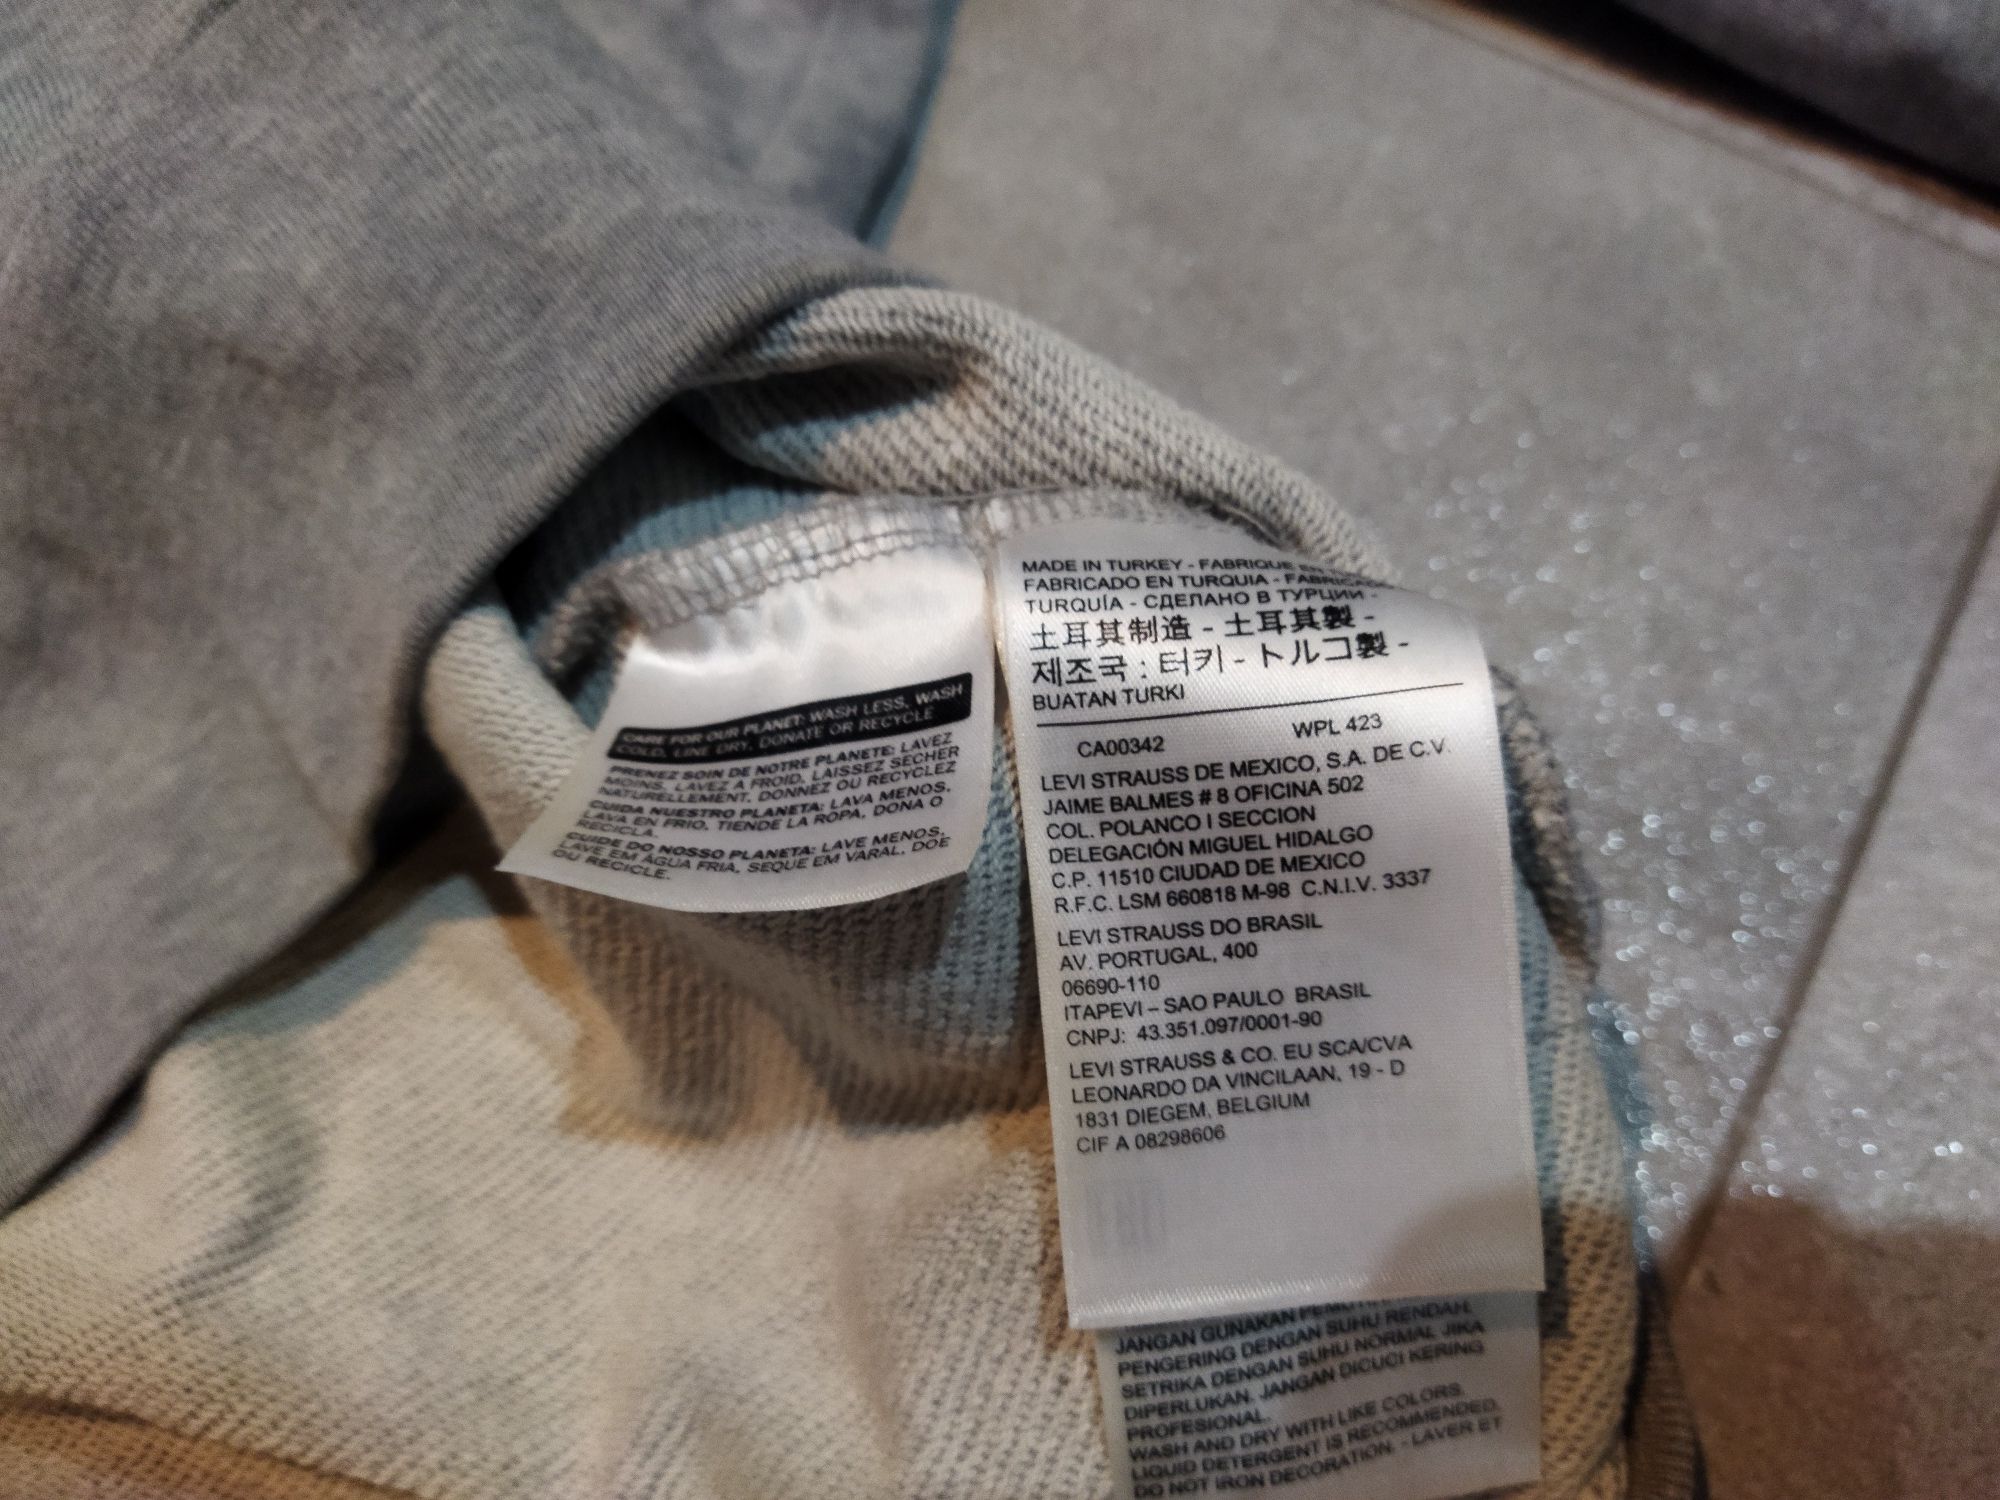 CARE FOR OUR PLANET: WASH LESS, WASH
COLD, LINE DRY, DONATE OR RECYCLE
PRENEZ SOIN DE NOTRE PLANETE: LAVEZ
MOINS, LAVEZ A FROID, LAISSEZ SECHER
NATURELLEMENT, DONNEZ OU RECYCLEZ
CUIDA NUESTRO PLANETA: LAVA MENOS,
LAVA EN FRIO, TIENDE LA ROPA, DONA O
RECICLA.
CUIDE DO NOSSO PLANETA: LAVE MENOS,
LAVE EM ÁGUA FRIA, SEQUE EM VARAL, DOE
OU RECICLE.
MADE IN TURKEY - FABRIQUE EN
FABRICADO EN TURQUIA - FABRICADO
TURQUÍA - СДЕЛАНО В ТУРЦИИ -
土耳其制造 - 土耳其製 -
제조국 : 터키 - トルコ製 -
BUATAN TURKI
CA00342 WPL 423
LEVI STRAUSS DE MEXICO, S.A. DE C.V.
JAIME BALMES # 8 OFICINA 502
COL. POLANCO I SECCION
DELEGACIÓN MIGUEL HIDALGO
C.P. 11510 CIUDAD DE MEXICO
R.F.C. LSM 660818 M-98 C.N.I.V. 3337
LEVI STRAUSS DO BRASIL
AV. PORTUGAL, 400
06690-110
ITAPEVI – SAO PAULO BRASIL
CNPJ: 43.351.097/0001-90
LEVI STRAUSS & CO. EU SCA/CVA
LEONARDO DA VINCILAAN, 19 - D
1831 DIEGEM, BELGIUM
CIF A 08298606
JANGAN GUNAKAN
PENGERING DENGAN SUHU RENDAH.
SETRIKA DENGAN SUHU NORMAL JIKA
DIPERLUKAN. JANGAN DICUCI KERING
PROFESIONAL.
WASH AND DRY WITH LIKE COLORS.
LIQUID DETERGENT IS RECOMMENDED.
DO NOT IRON DECORATION. - LAVER ET